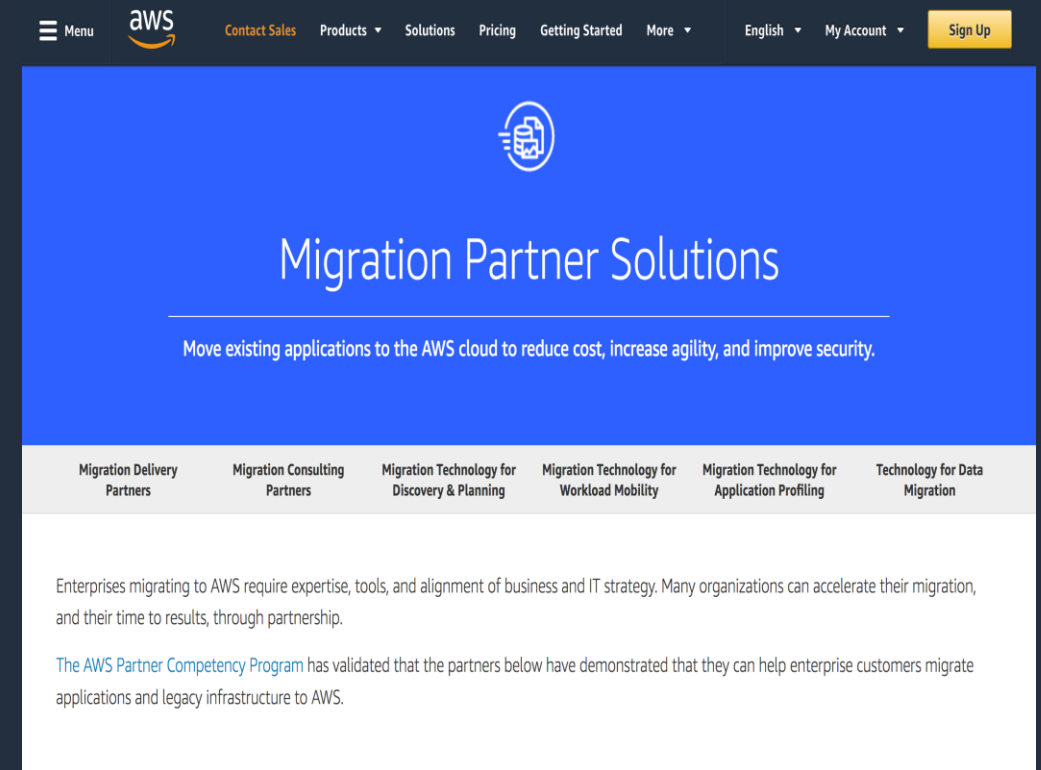 Menu aws Contact Sales Products Solutions Pricing Getting Started More English My Account Sign Up
Migration Partner Solutions
Move existing applications to the AWS cloud to reduce cost, increase agility, and improve security.
Migration Delivery Partners
Migration Consulting Partners
Migration Technology for Discovery & Planning
Migration Technology for Workload Mobility
Migration Technology for Application Profiling
Technology for Data Migration
Enterprises migrating to AWS require expertise, tools, and alignment of business and IT strategy. Many organizations can accelerate their migration,
and their time to results, through partnership.
The AWS Partner Competency Program has validated that the partners below have demonstrated that they can help enterprise customers migrate
applications and legacy infrastructure to AWS.